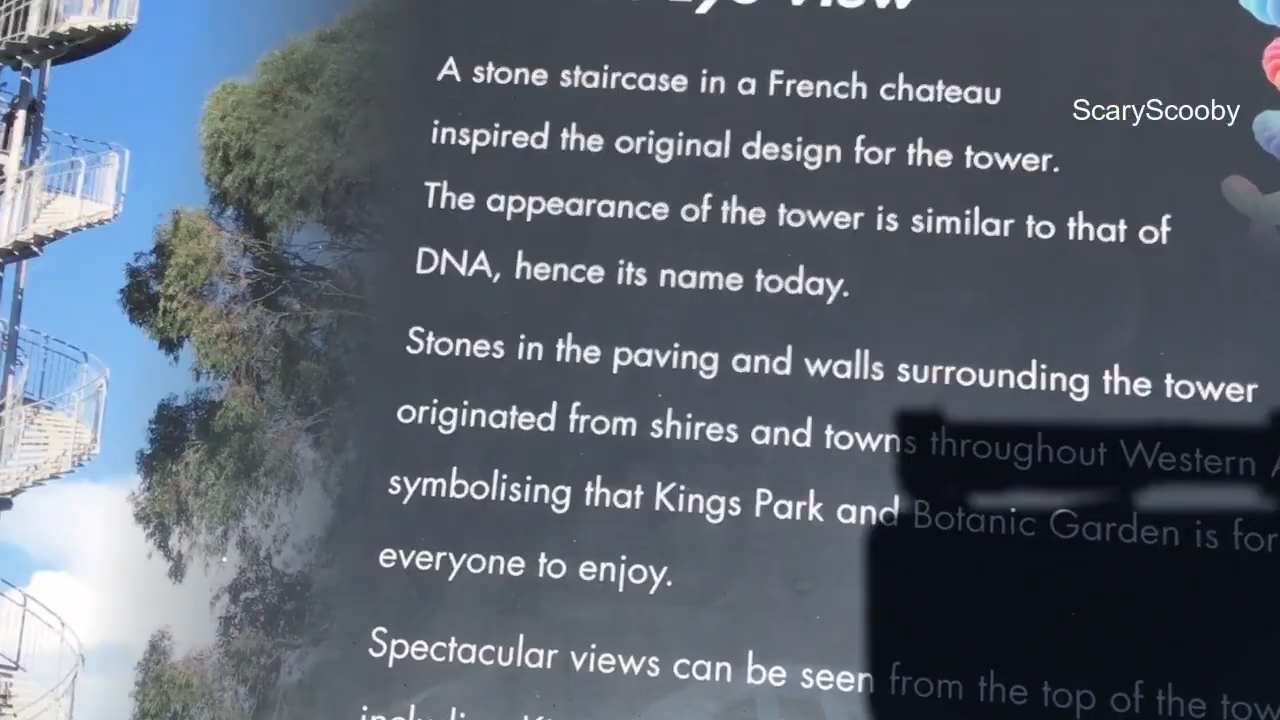 View
A stone staircase in a French chateau
ScaryScooby
inspired the original design for the tower.
The appearance of the tower is similar to that of
DNA, hence its name today.
Stones in the paving and walls surrounding the tower
originated from shires and towns throughout Western
symbolising that Kings Park and Botanic Garden is for
everyone to enjoy.
Spectacular views can be seen from the top of the